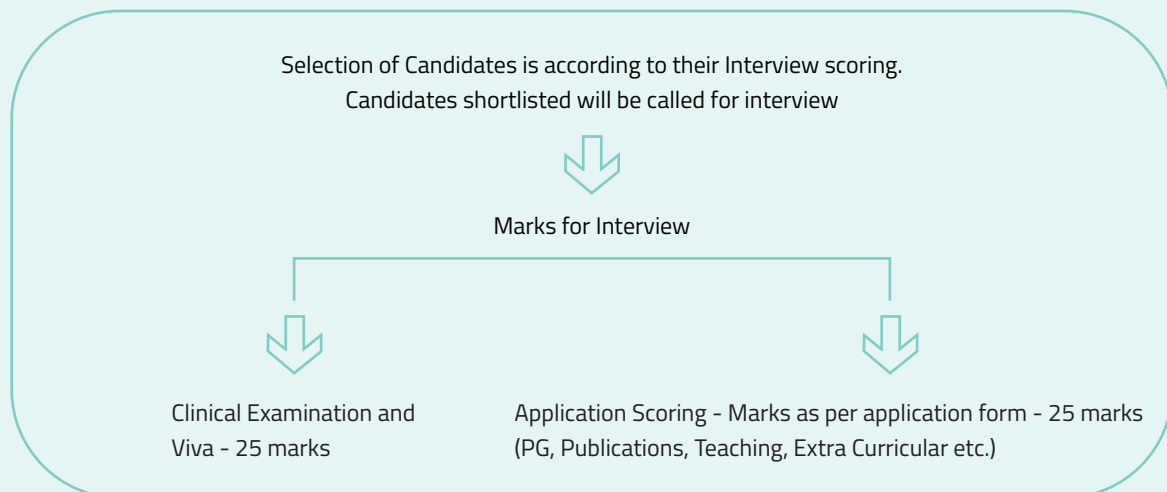 Selection of Candidates is according to their Interview scoring.
Candidates shortlisted will be called for interview
Marks for Interview
Clinical Examination and
Viva - 25 marks
Application Scoring - Marks as per application form - 25 marks
(PG, Publications, Teaching, Extra Curricular etc.)